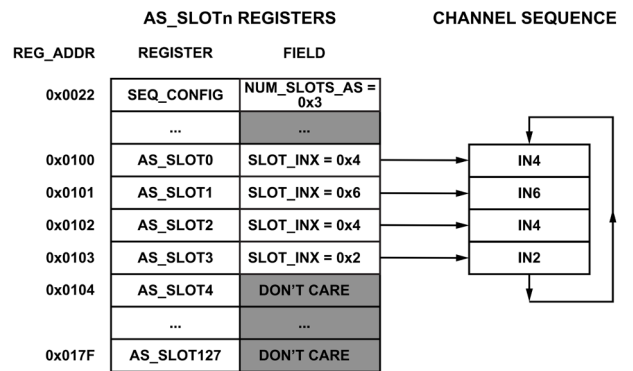 AS_SLOTn REGISTERS CHANNEL SEQUENCE
REG_ADDR REGISTER FIELD
0x0022 SEQ_CONFIG NUM_SLOTS_AS =
0x3
... ...
0x0100 AS_SLOT0 SLOT_INX = 0x4 IN4
0x0101 AS_SLOT1 SLOT_INX = 0x6 IN6
0x0102 AS_SLOT2 SLOT_INX = 0x4 IN4
0x0103 AS_SLOT3 SLOT_INX = 0x2 IN2
0x0104 AS_SLOT4 DON'T CARE
... ...
0x017F AS_SLOT127 DON'T CARE